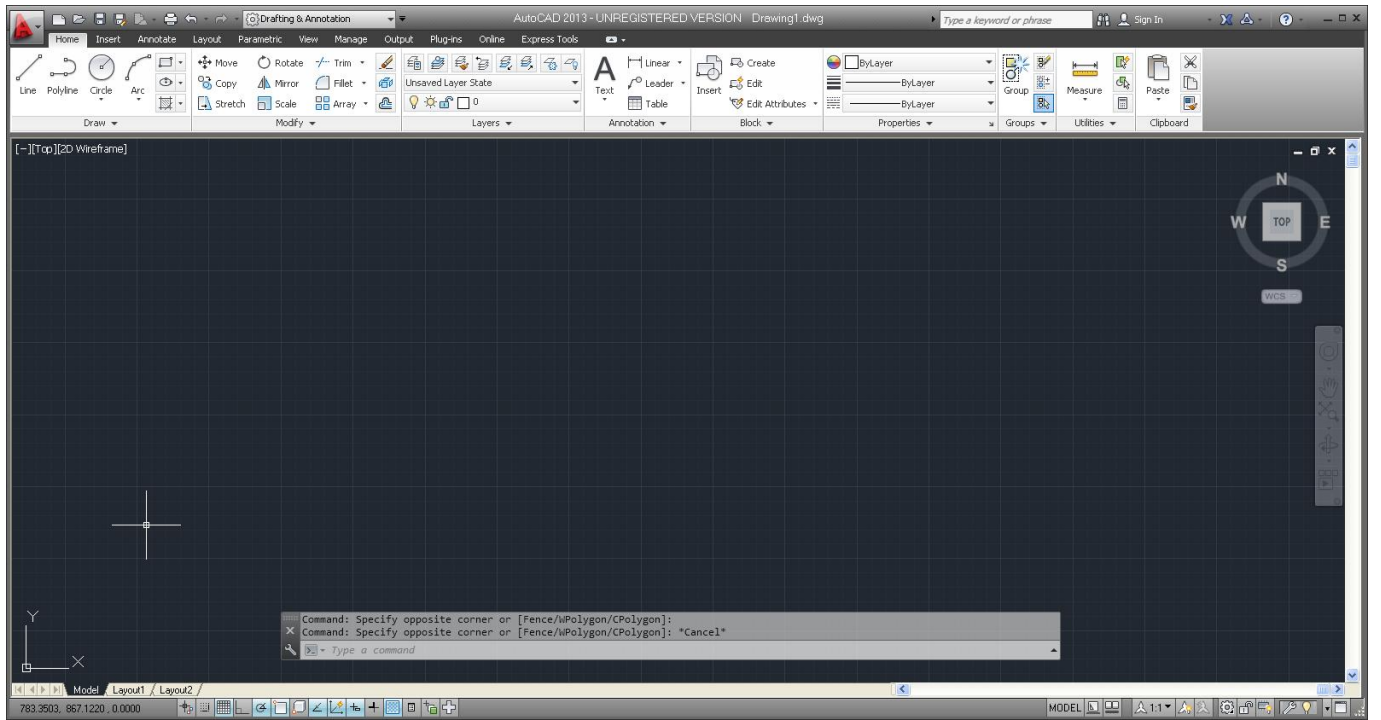 Drafting & Annotation
AutoCAD 2013 - UNREGISTERED VERSION Drawing1.dwg
Type a keyword or phrase
Sign In
Home Insert Annotate Layout Parametric View Manage Output Plug-ins Online Express Tools
Line Polyline Circle Arc
Move Rotate Trim
Copy Mirror Fillet
Stretch Scale Array
Unsaved Layer State
0
Text
Linear
Leader
Table
Insert
Create
Edit
Edit Attributes
ByLayer
ByLayer
ByLayer
Group
Measure
Paste
Draw Modify Layers Annotation Block Properties Groups Utilities Clipboard
[-][Top][2D Wireframe]
N
W TOP E
S
WCS
Y
X
Command: Specify opposite corner or [Fence/WPolygon/CPolygon]:
Command: Specify opposite corner or [Fence/WPolygon/CPolygon]: *Cancel*
Type a command
Model Layout1 Layout2
783.3503, 867.1220, 0.0000
MODEL
1:1